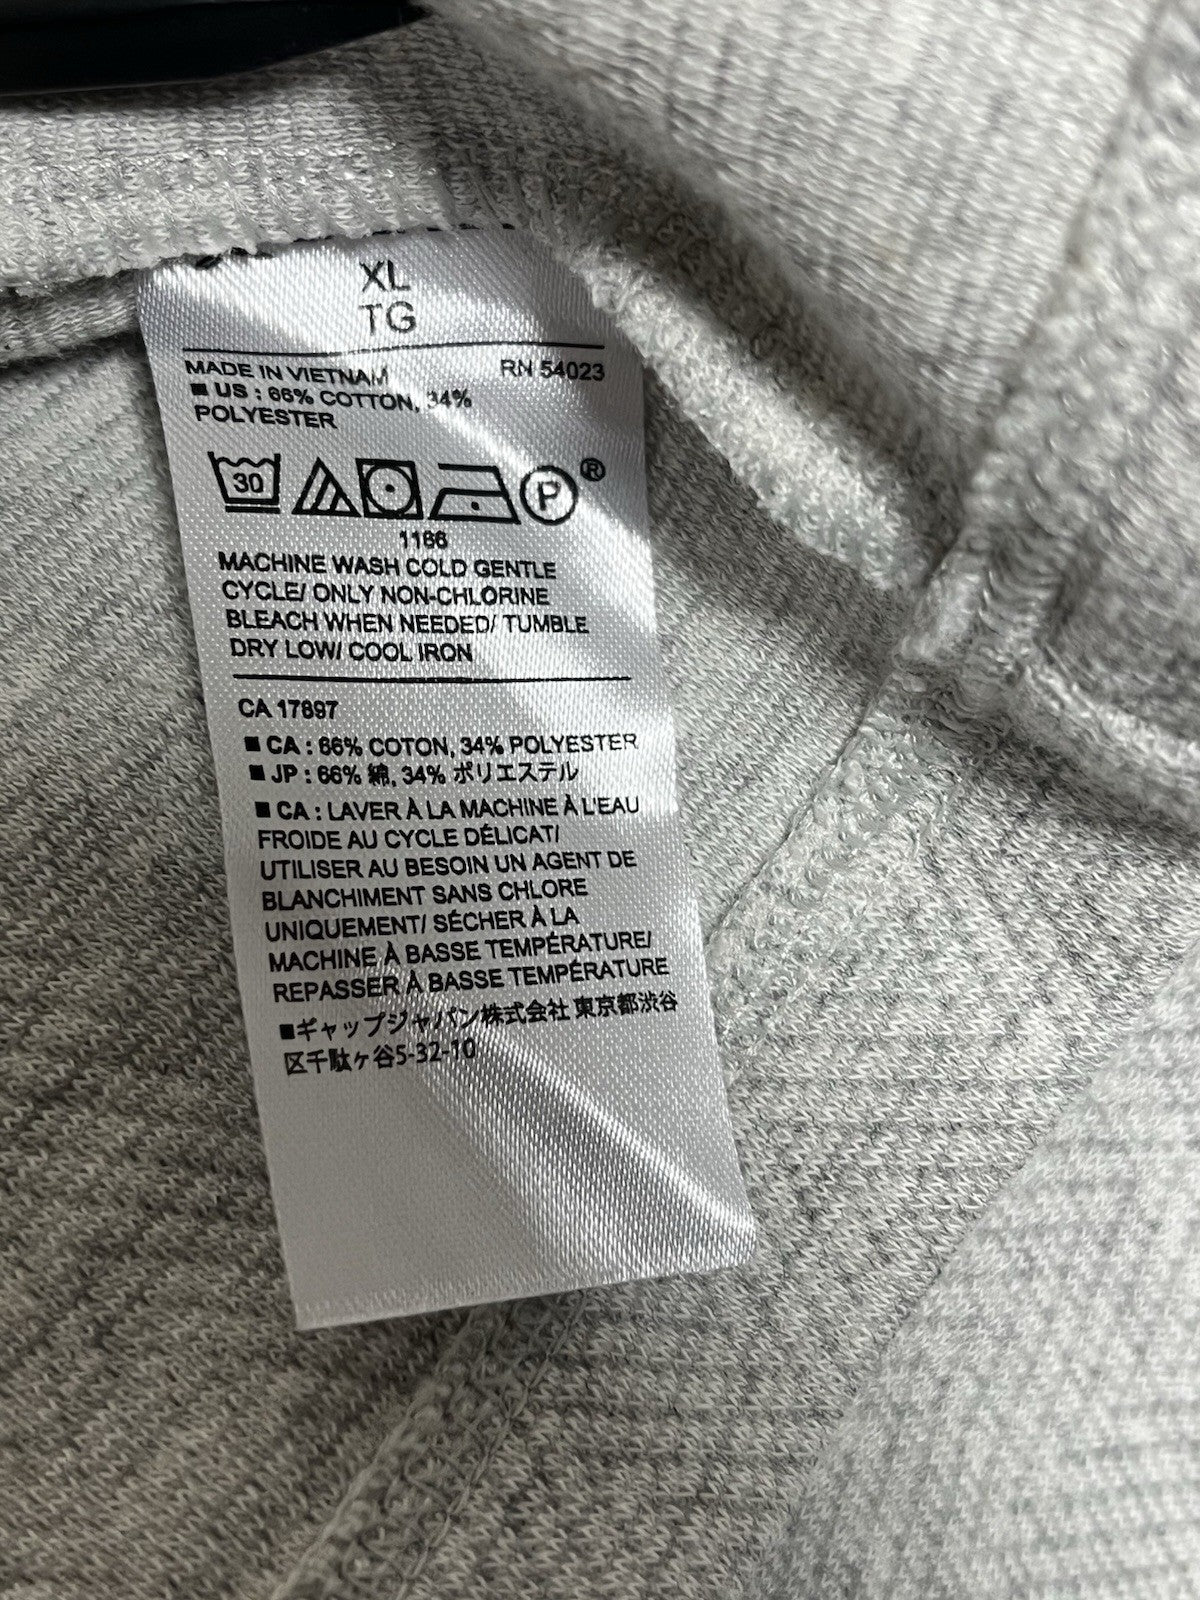 XL
TG
MADE IN VIETNAM RN 54023
■ US : 66% COTTON, 34%
POLYESTER
30 P ®
1166
MACHINE WASH COLD GENTLE
CYCLE/ ONLY NON-CHLORINE
BLEACH WHEN NEEDED/ TUMBLE
DRY LOW/ COOL IRON
CA 17897
■ CA : 66% COTON, 34% POLYESTER
■ JP : 66% 綿, 34% ポリエステル
■ CA : LAVER À LA MACHINE À L'EAU
FROIDE AU CYCLE DÉLICAT/
UTILISER AU BESOIN UN AGENT DE
BLANCHIMENT SANS CHLORE
UNIQUEMENT/ SÉCHER À LA
MACHINE À BASSE TEMPÉRATURE/
REPASSER À BASSE TEMPÉRATURE
■ギャップジャパン株式会社 東京都渋谷
区千駄ヶ谷5-32-10